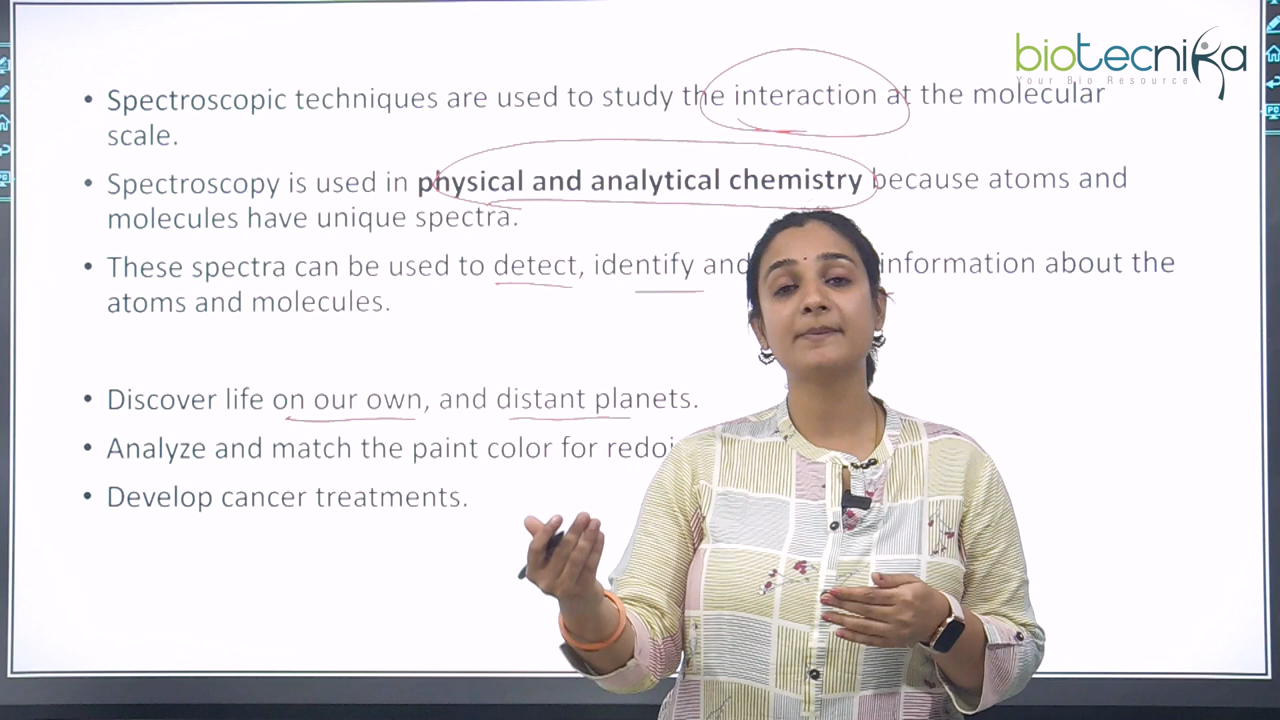 biotecnika
Your Bio Resource
• Spectroscopic techniques are used to study the interaction at the molecular
scale.
• Spectroscopy is used in physical and analytical chemistry because atoms and
molecules have unique spectra.
• These spectra can be used to detect, identify and information about the
atoms and molecules.
• Discover life on our own, and distant planets.
• Analyze and match the paint color for
• Develop cancer treatments.